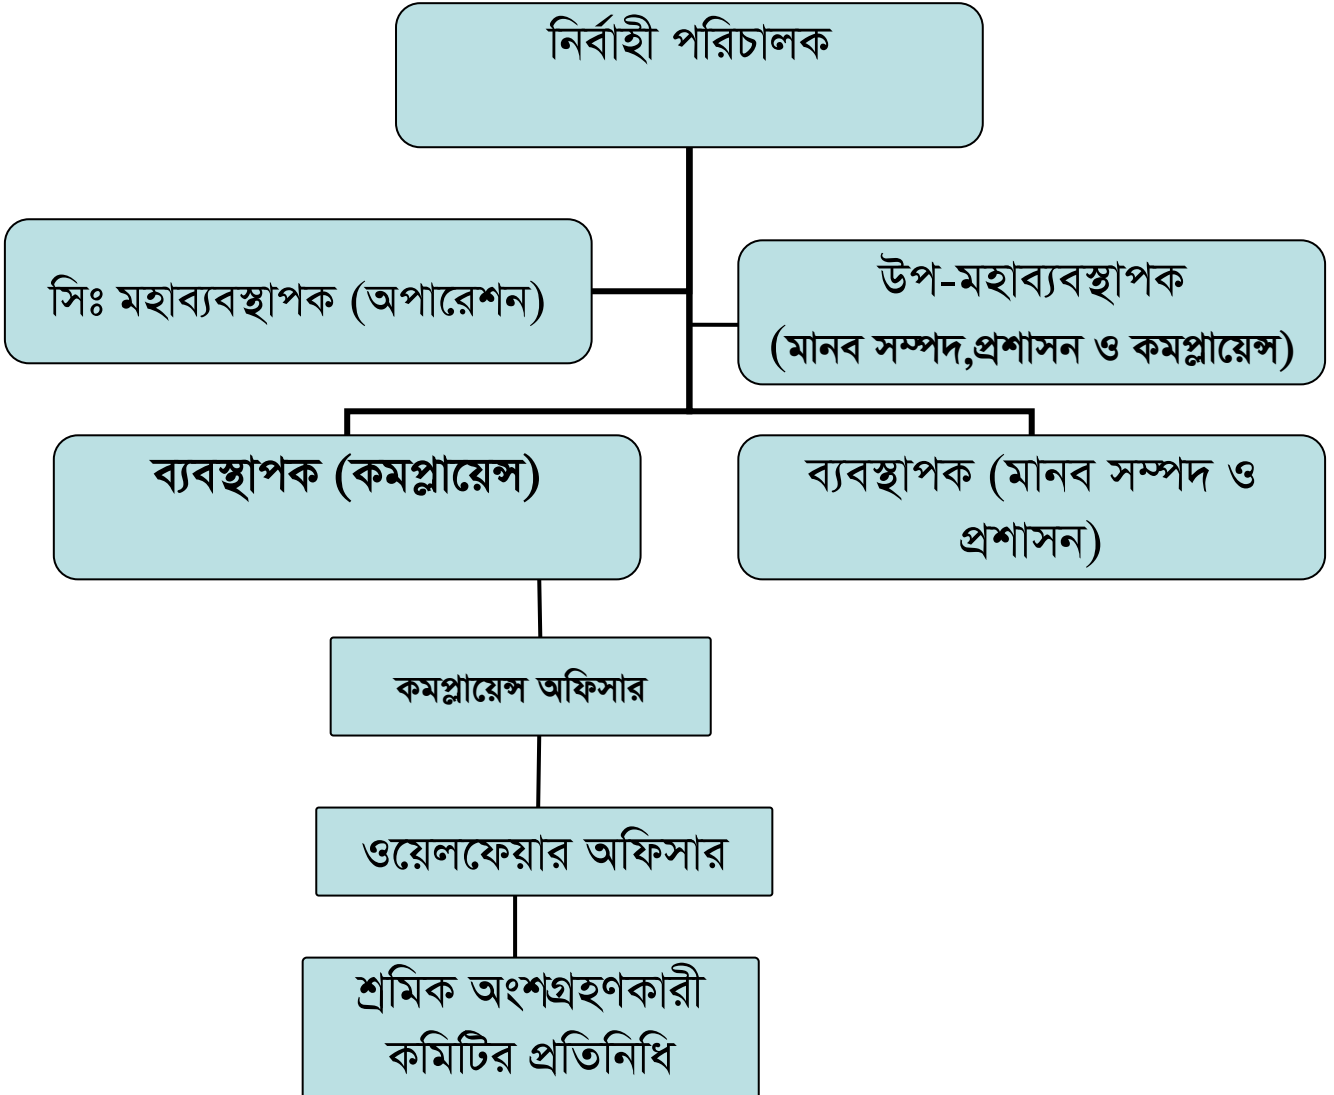 নির্বাহী পরিচালক
সিঃ মহাব্যবস্থাপক (অপারেশন)
উপ-মহাব্যবস্থাপক
(মানব সম্পদ,প্রশাসন ও কমপ্লায়েন্স)
ব্যবস্থাপক (কমপ্লায়েন্স)
ব্যবস্থাপক (মানব সম্পদ ও
প্রশাসন)
কমপ্লায়েন্স অফিসার
ওয়েলফেয়ার অফিসার
শ্রমিক অংশগ্রহণকারী
কমিটির প্রতিনিধি